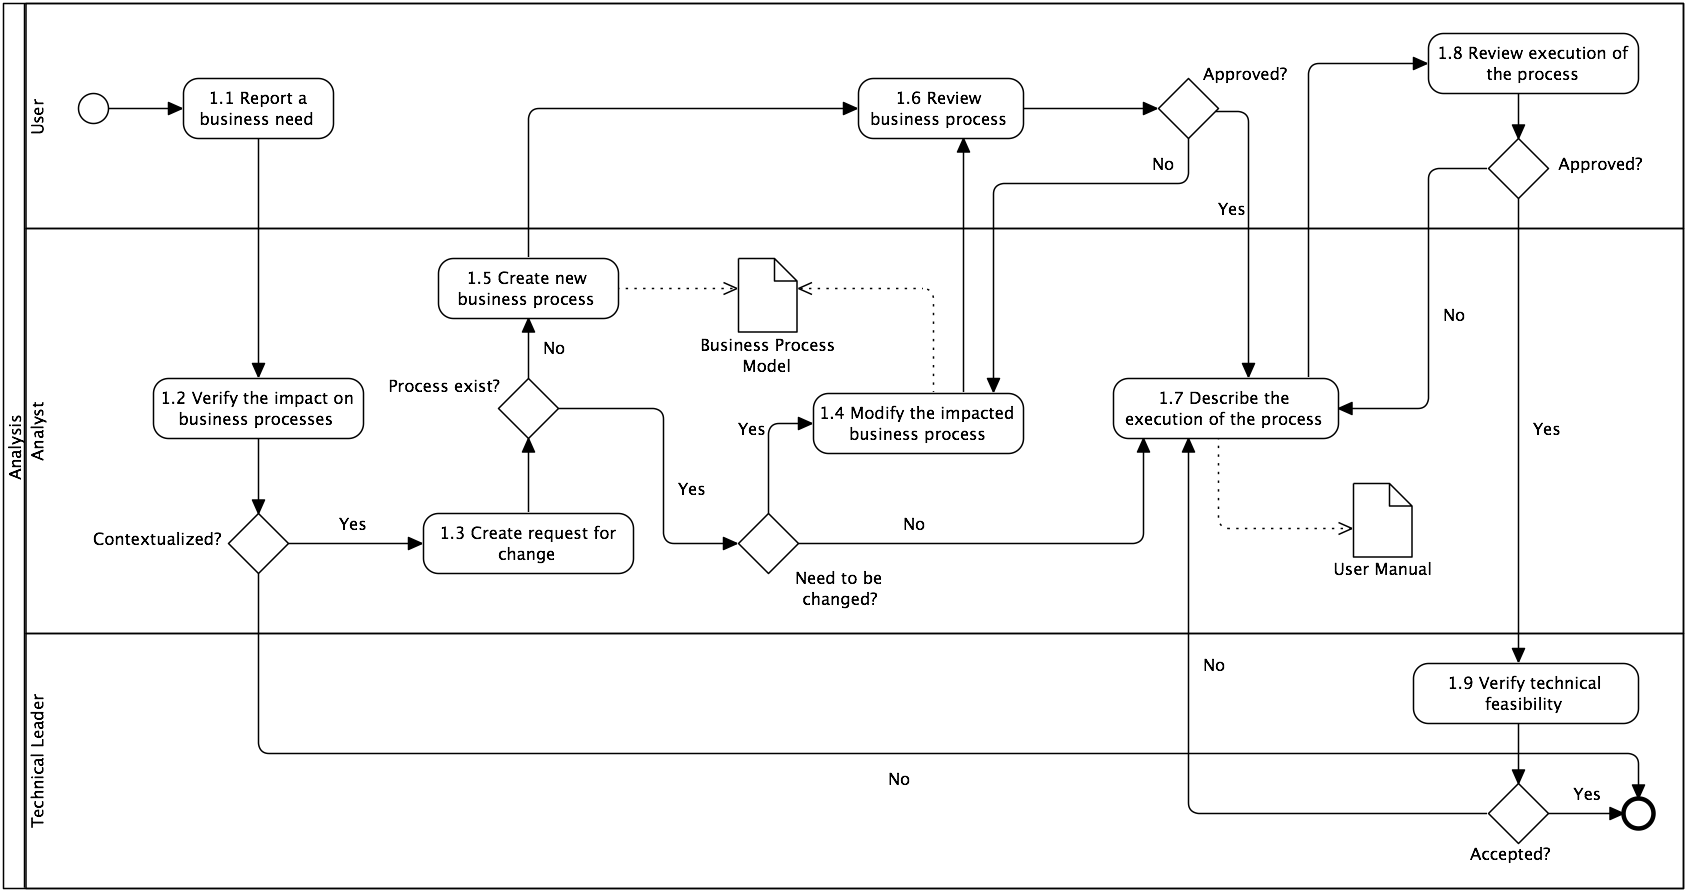 Analysis
User
1.1 Report a
business need
1.6 Review
business process
Approved?
No
Yes
1.8 Review execution of
the process
Approved?
No
Yes
Analyst
1.2 Verify the impact on
business processes
Contextualized?
Yes
No
1.3 Create request for
change
Process exist?
No
Yes
1.5 Create new
business process
Business Process
Model
Need to be
changed?
Yes
No
1.4 Modify the impacted
business process
1.7 Describe the
execution of the process
User Manual
Technical Leader
1.9 Verify technical
feasibility
Accepted?
No
Yes